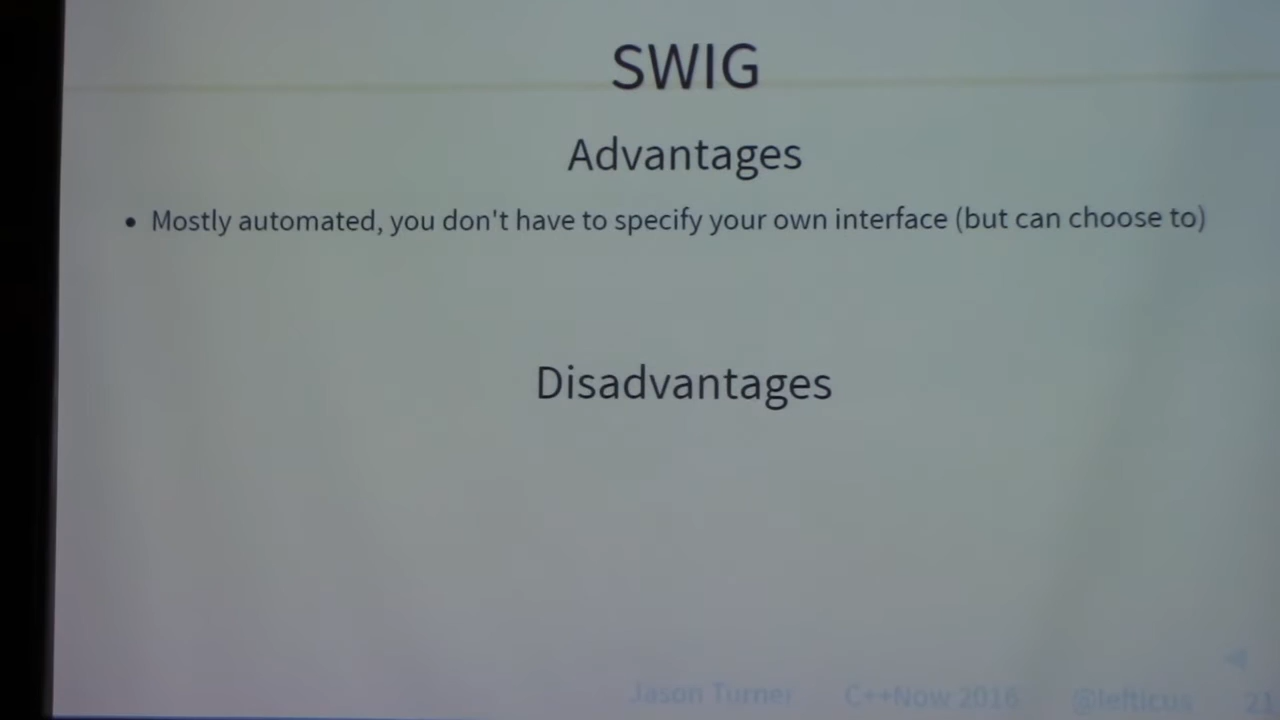 SWIG
Advantages
• Mostly automated, you don't have to specify your own interface (but can choose to)
Disadvantages
Jason Turner C++Now 2016 @lefticus 21